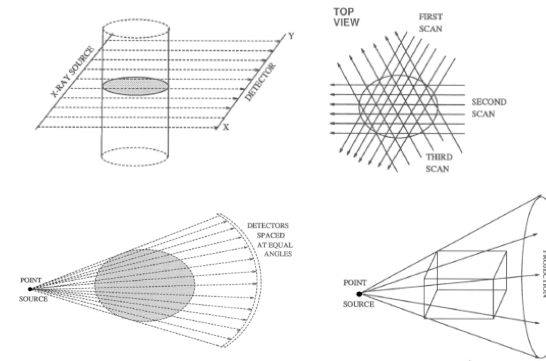 X-RAY SOURCE
Y
DETECTOR
X
TOP
VIEW
FIRST
SCAN
SECOND
SCAN
THIRD
SCAN
POINT
SOURCE
DETECTORS
SPACED
AT EQUAL
ANGLES
POINT
SOURCE
PROJECTION